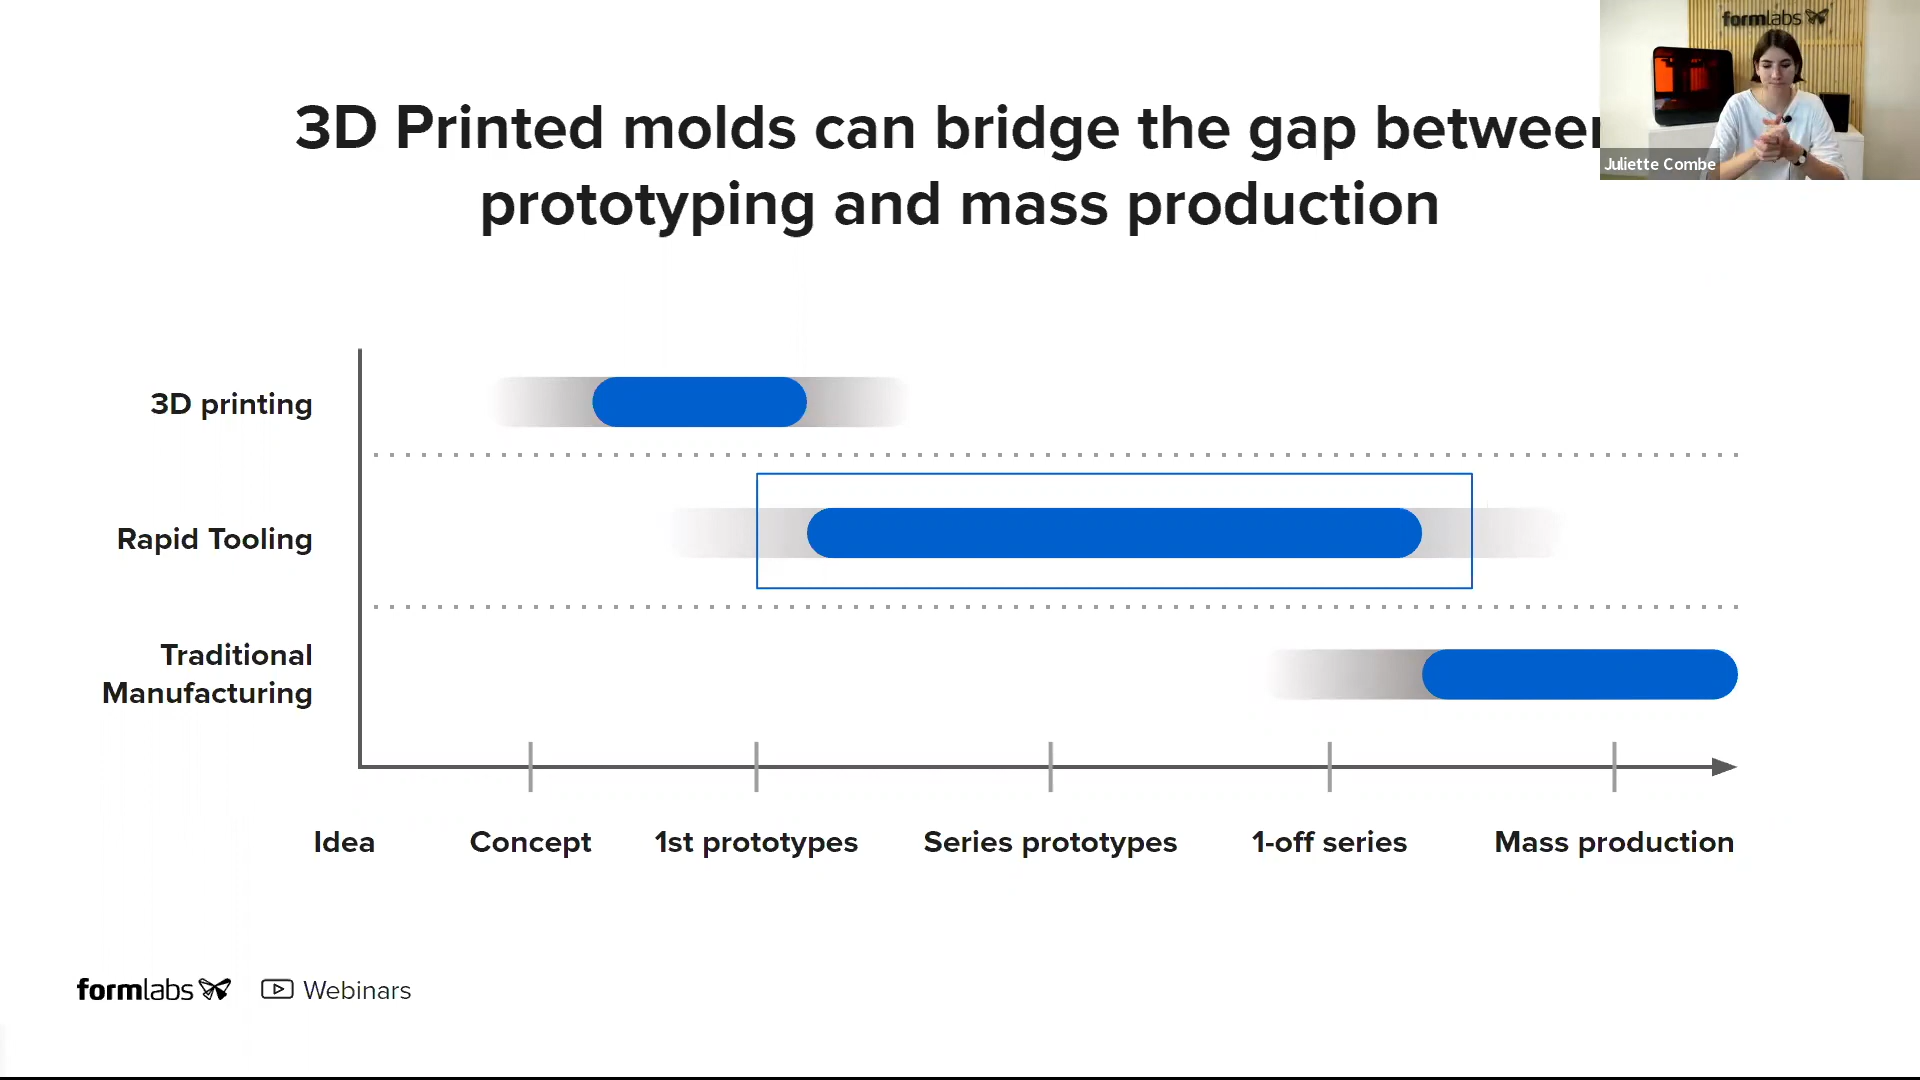 formlabs
Juliette Combe
3D Printed molds can bridge the gap between
prototyping and mass production
3D printing
Rapid Tooling
Traditional
Manufacturing
Idea
Concept
1st prototypes
Series prototypes
1-off series
Mass production
formlabs
Webinars